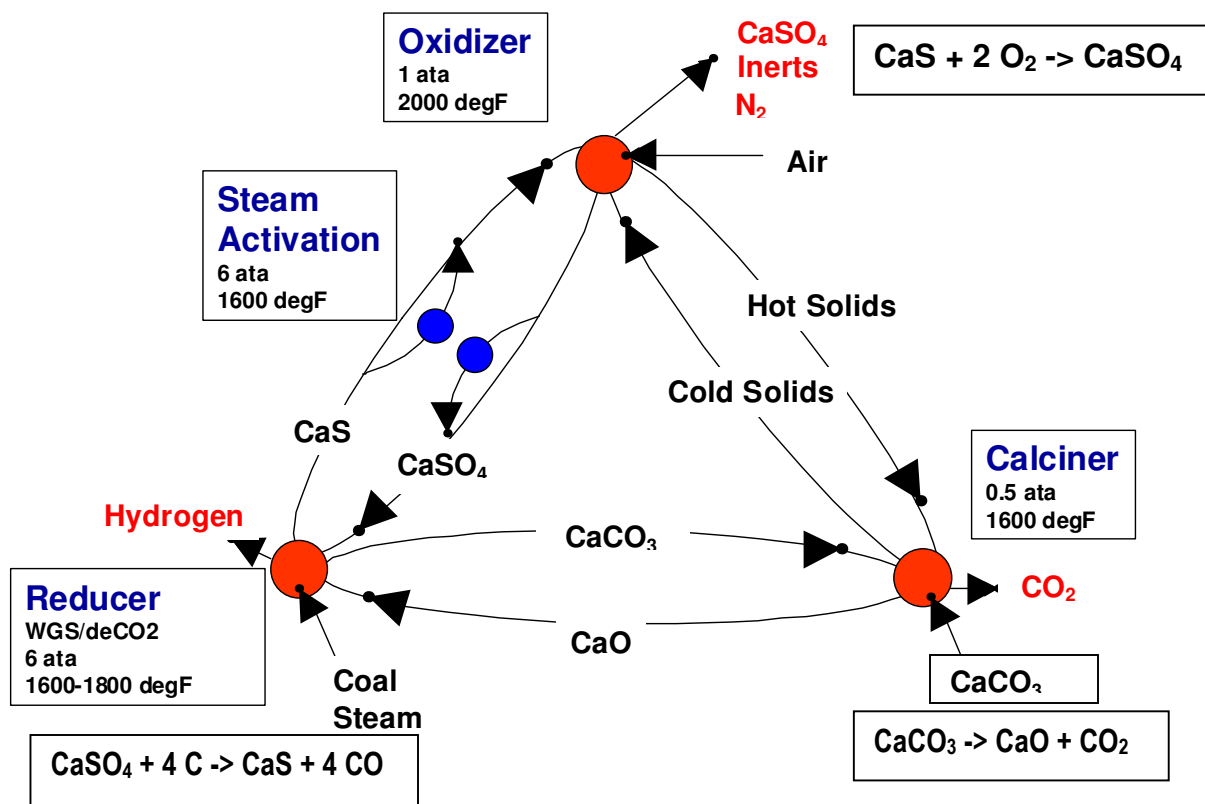 Oxidizer
1 ata
2000 degF
CaSO₄
Inerts
N₂
CaS + 2 O₂ -> CaSO₄
Air
Steam
Activation
6 ata
1600 degF
Hot Solids
Cold Solids
CaS
CaSO₄
Calciner
0.5 ata
1600 degF
Hydrogen
CaCO₃
Reducer
WGS/deCO2
6 ata
1600-1800 degF
CO₂
CaO
Coal
Steam
CaCO₃
CaCO₃ -> CaO + CO₂
CaSO₄ + 4 C -> CaS + 4 CO